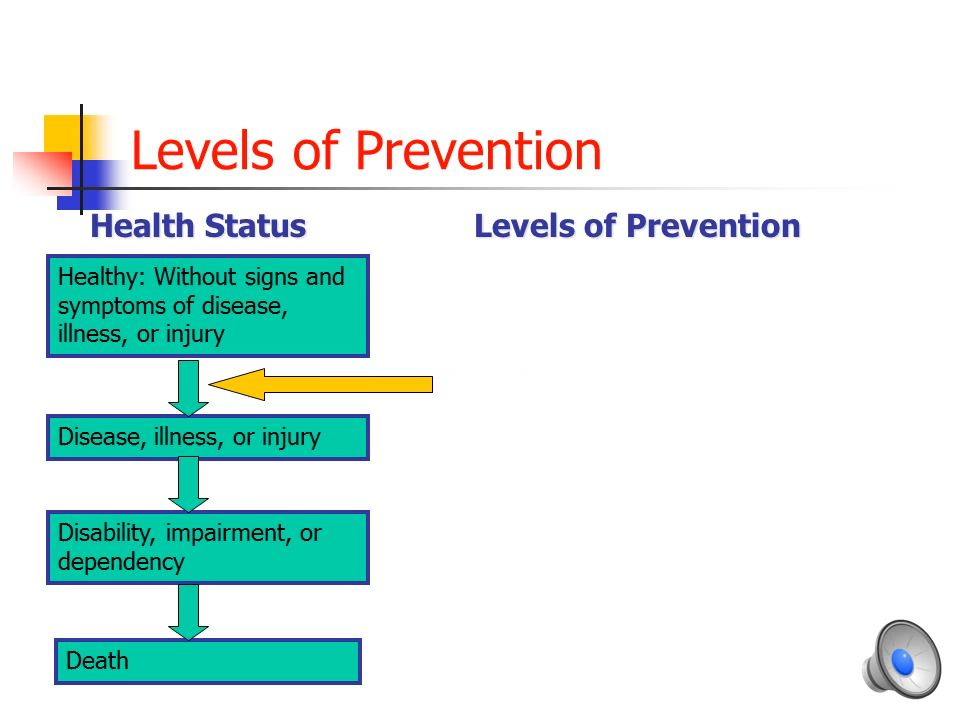 Levels of Prevention
Health Status
Levels of Prevention
Healthy: Without signs and
symptoms of disease,
illness, or injury
Disease, illness, or injury
Disability, impairment, or
dependency
Death